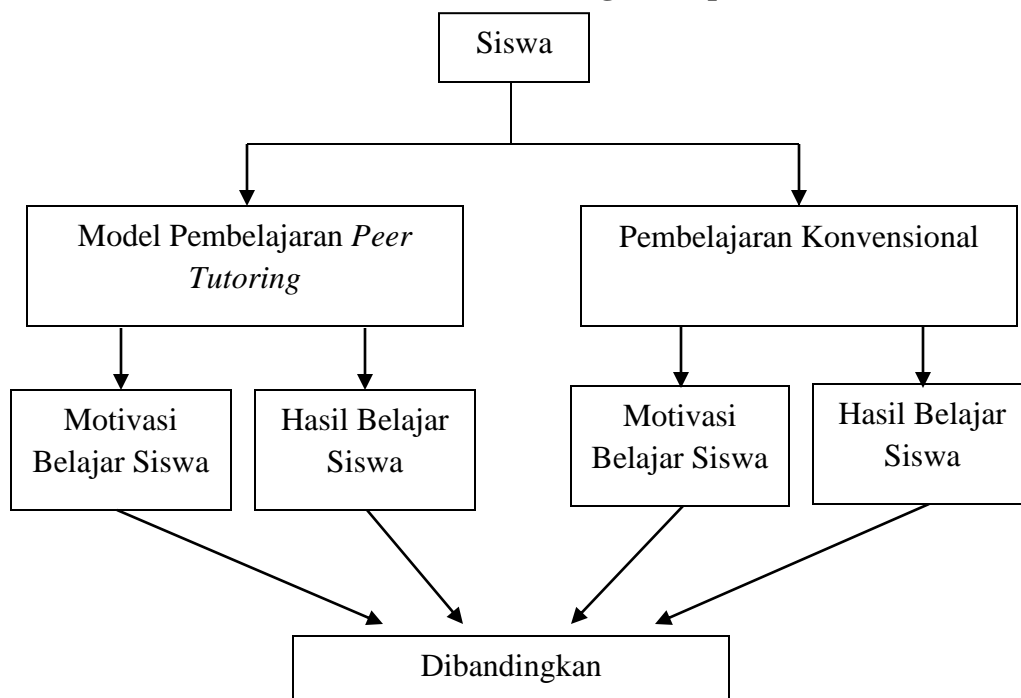 Siswa
Model Pembelajaran Peer
Tutoring
Pembelajaran Konvensional
Motivasi
Belajar Siswa
Hasil Belajar
Siswa
Motivasi
Belajar Siswa
Hasil Belajar
Siswa
Dibandingkan